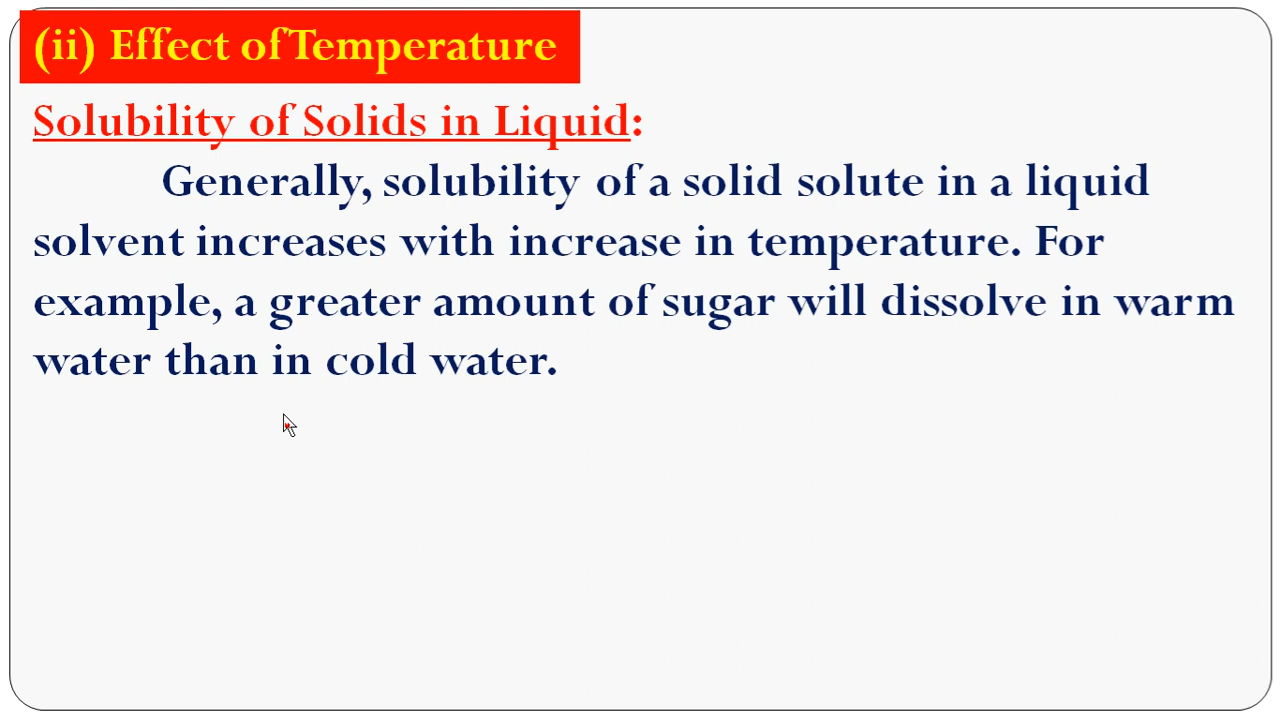 (ii) Effect of Temperature
Solubility of Solids in Liquid:
Generally, solubility of a solid solute in a liquid
solvent increases with increase in temperature. For
example, a greater amount of sugar will dissolve in warm
water than in cold water.